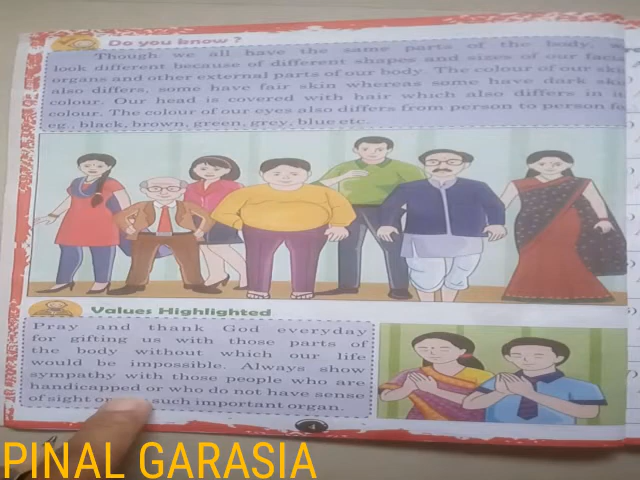 Do you know ?
Though we all have the same parts of the body, w
look different because of different shapes and sizes of our facia
organs and other external parts of our body. The colour of our ski
also differs, some have fair skin whereas some have dark ski
colour. Our head is covered with hair which also differs in i
colour. The colour of our eyes also differs from person to person fe
eg., black, brown, green, grey, blue etc.
Values Highlighted
Pray and thank God everyday
for gifting us with those parts of
the body without which our life
would be impossible. Always show
sympathy with those people who are
handicapped or who do not have sense
of sight or such important organ.
4
PINAL GARASIA